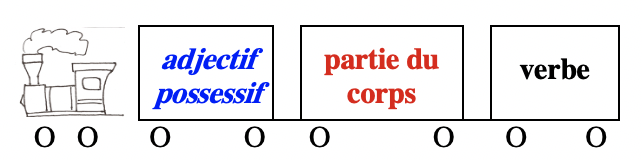 adjectif possessif
partie du corps
verbe
O O O O O O O O